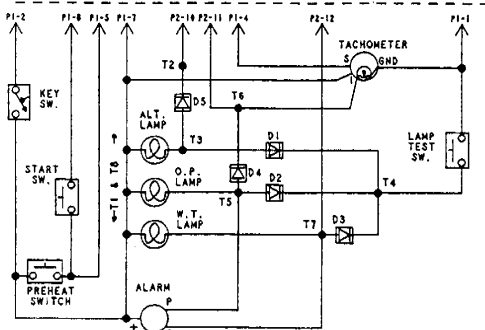 P1-2 P1-8 P1-5 P1-7 P2-10 P2-11 P1-4 P2-12 P1-1
TACHOMETER
T2 S GND
I
KEY SW.
D5 T6
ALT. LAMP
T3 D1
LAMP TEST SW.
←T1 & T8→
START SW.
O.P. LAMP
D4
D2 T4
T5
W.T. LAMP
T7 D3
PREHEAT SWITCH
ALARM
P
+